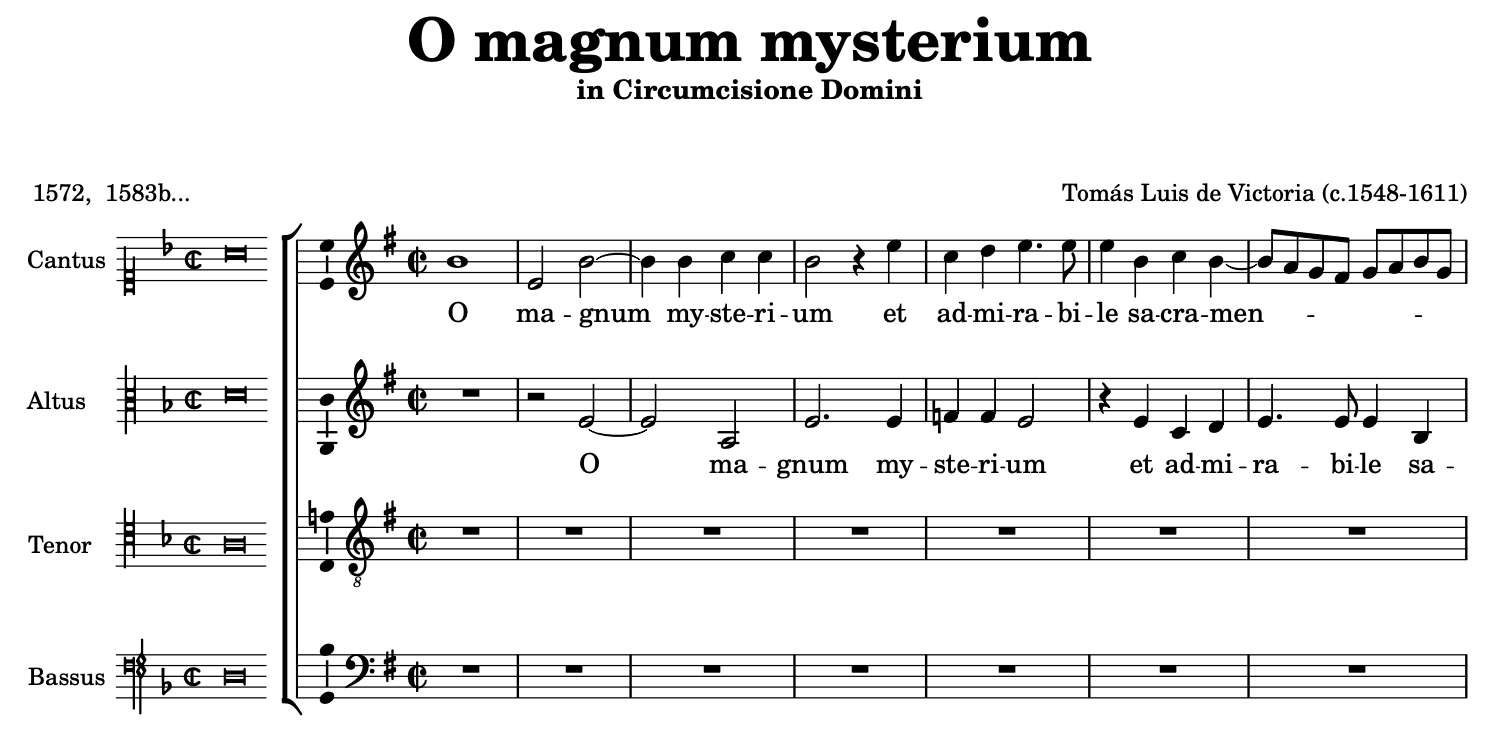 O magnum mysterium
in Circumcisione Domini
1572, 1583b...
Tomás Luis de Victoria (c.1548-1611)
Cantus
O ma - gnum my - ste - ri - um et ad - mi - ra - bi - le sa - cra - men - -
Altus
O ma - gnum my - ste - ri - um et ad - mi - ra - bi - le sa -
Tenor
8
Bassus